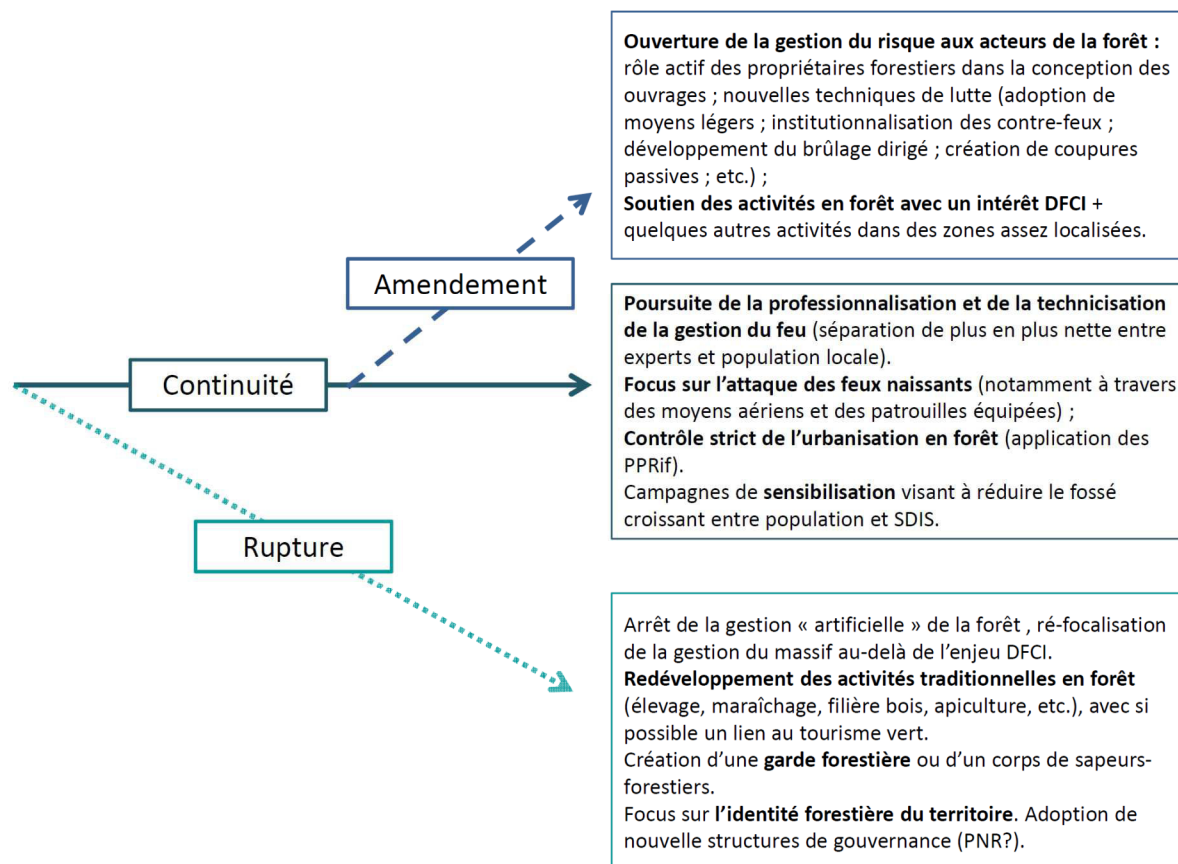 Ouverture de la gestion du risque aux acteurs de la forêt :
rôle actif des propriétaires forestiers dans la conception des
ouvrages ; nouvelles techniques de lutte (adoption de
moyens légers ; institutionnalisation des contre-feux ;
développement du brûlage dirigé ; création de coupures
passives ; etc.) ;
Soutien des activités en forêt avec un intérêt DFCI +
quelques autres activités dans des zones assez localisées.
Amendement
Continuité
Poursuite de la professionnalisation et de la technicisation
de la gestion du feu (séparation de plus en plus nette entre
experts et population locale).
Focus sur l'attaque des feux naissants (notamment à travers
des moyens aériens et des patrouilles équipées) ;
Contrôle strict de l'urbanisation en forêt (application des
PPRif).
Campagnes de sensibilisation visant à réduire le fossé
croissant entre population et SDIS.
Rupture
Arrêt de la gestion « artificielle » de la forêt , ré-focalisation
de la gestion du massif au-delà de l'enjeu DFCI.
Redéveloppement des activités traditionnelles en forêt
(élevage, maraîchage, filière bois, apiculture, etc.), avec si
possible un lien au tourisme vert.
Création d'une garde forestière ou d'un corps de sapeurs-
forestiers.
Focus sur l'identité forestière du territoire. Adoption de
nouvelle structures de gouvernance (PNR?).